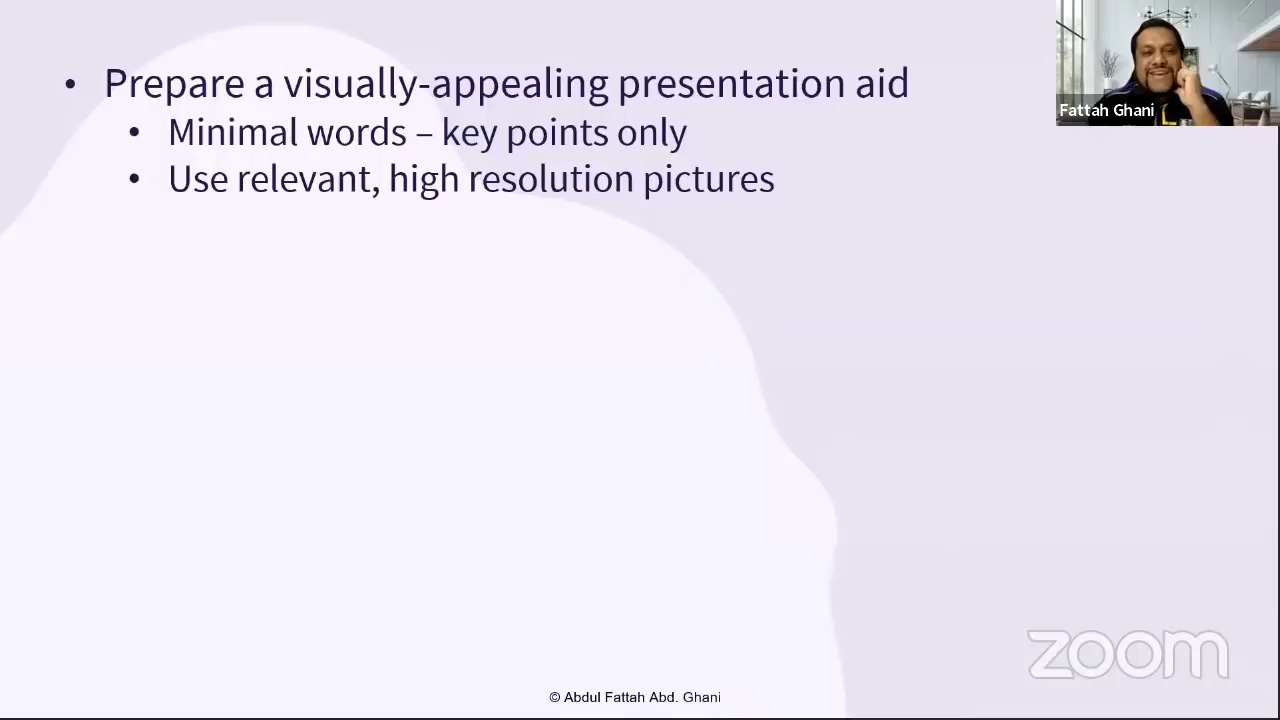 • Prepare a visually-appealing presentation aid
• Minimal words – key points only
• Use relevant, high resolution pictures
Fattah Ghani
zoom
© Abdul Fattah Abd. Ghani